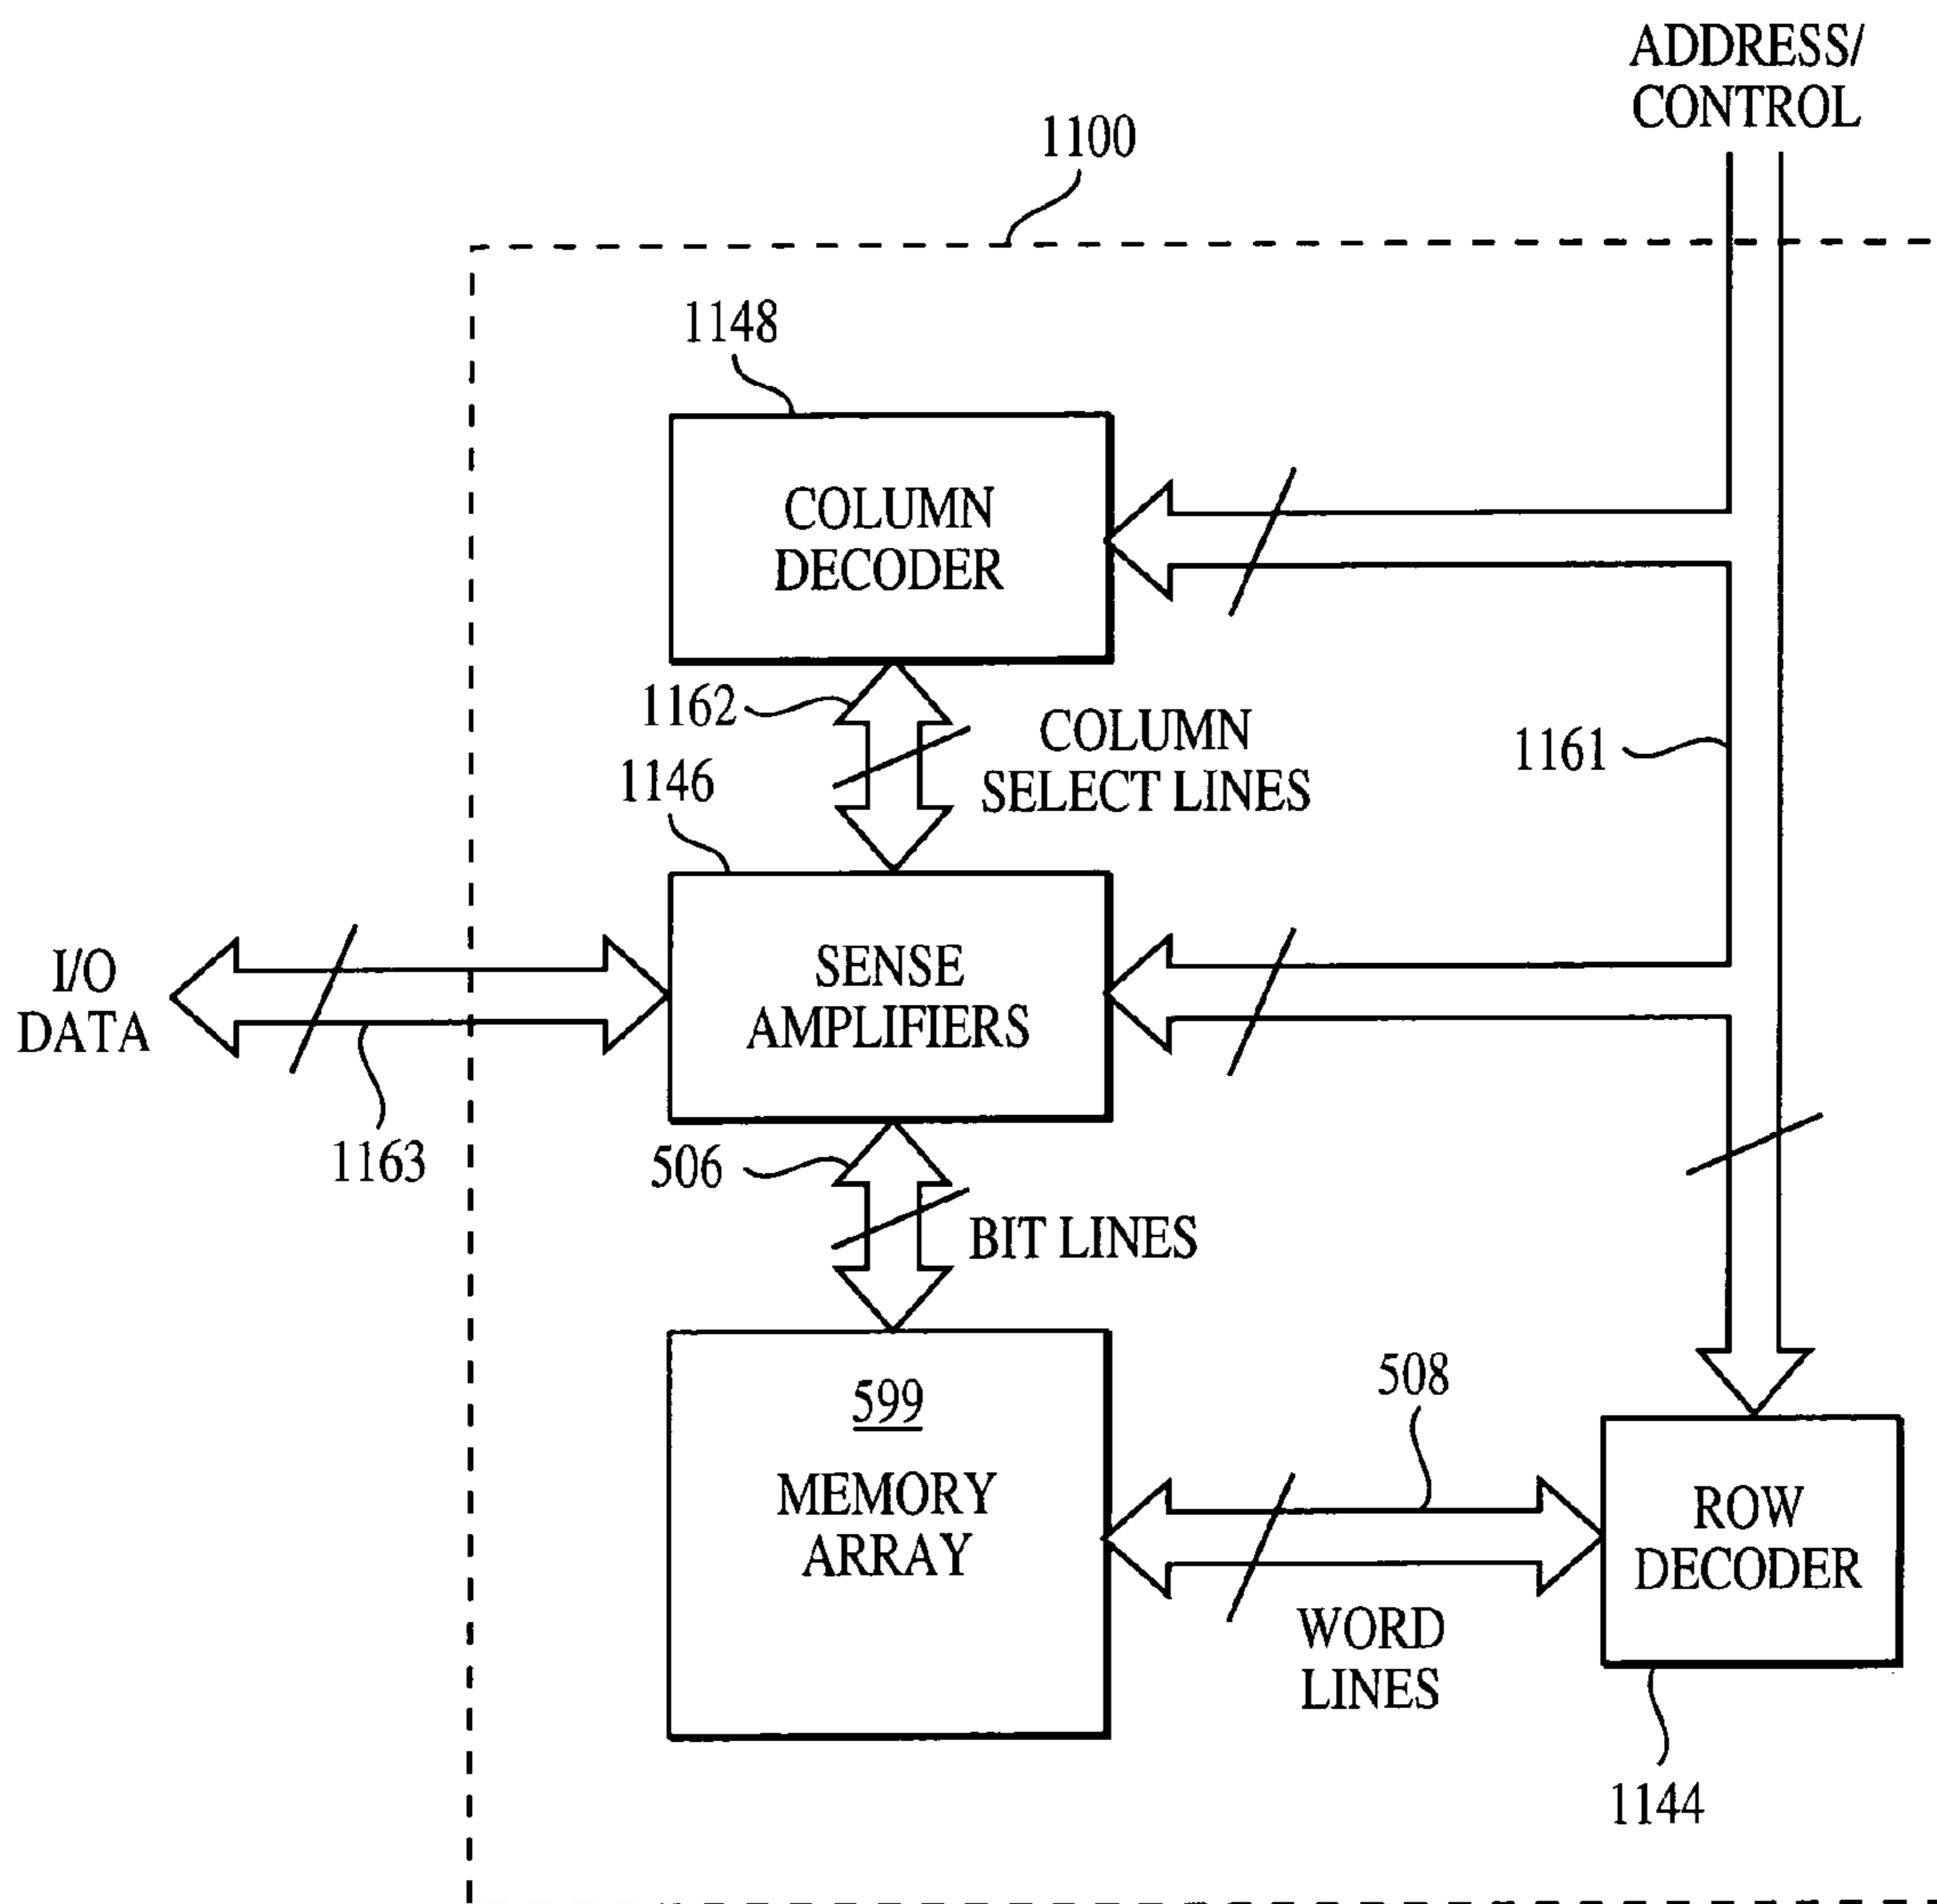 ADDRESS/
CONTROL
1100
1148
COLUMN
DECODER
1162
COLUMN
SELECT LINES
1161
1146
I/O
DATA
SENSE
AMPLIFIERS
1163
506
BIT LINES
599
MEMORY
ARRAY
508
ROW
DECODER
WORD
LINES
1144